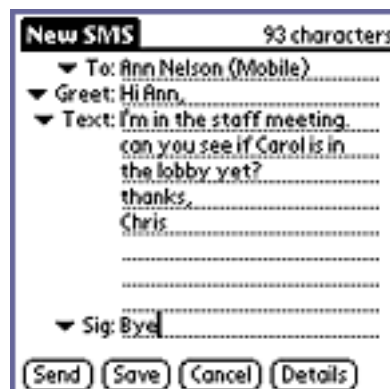 New SMS 93 characters
To: Ann Nelson (Mobile)
Greet: Hi Ann,
Text: I'm in the staff meeting.
can you see if Carol is in
the lobby yet?
thanks,
Chris
Sig: Bye
Send Save Cancel Details